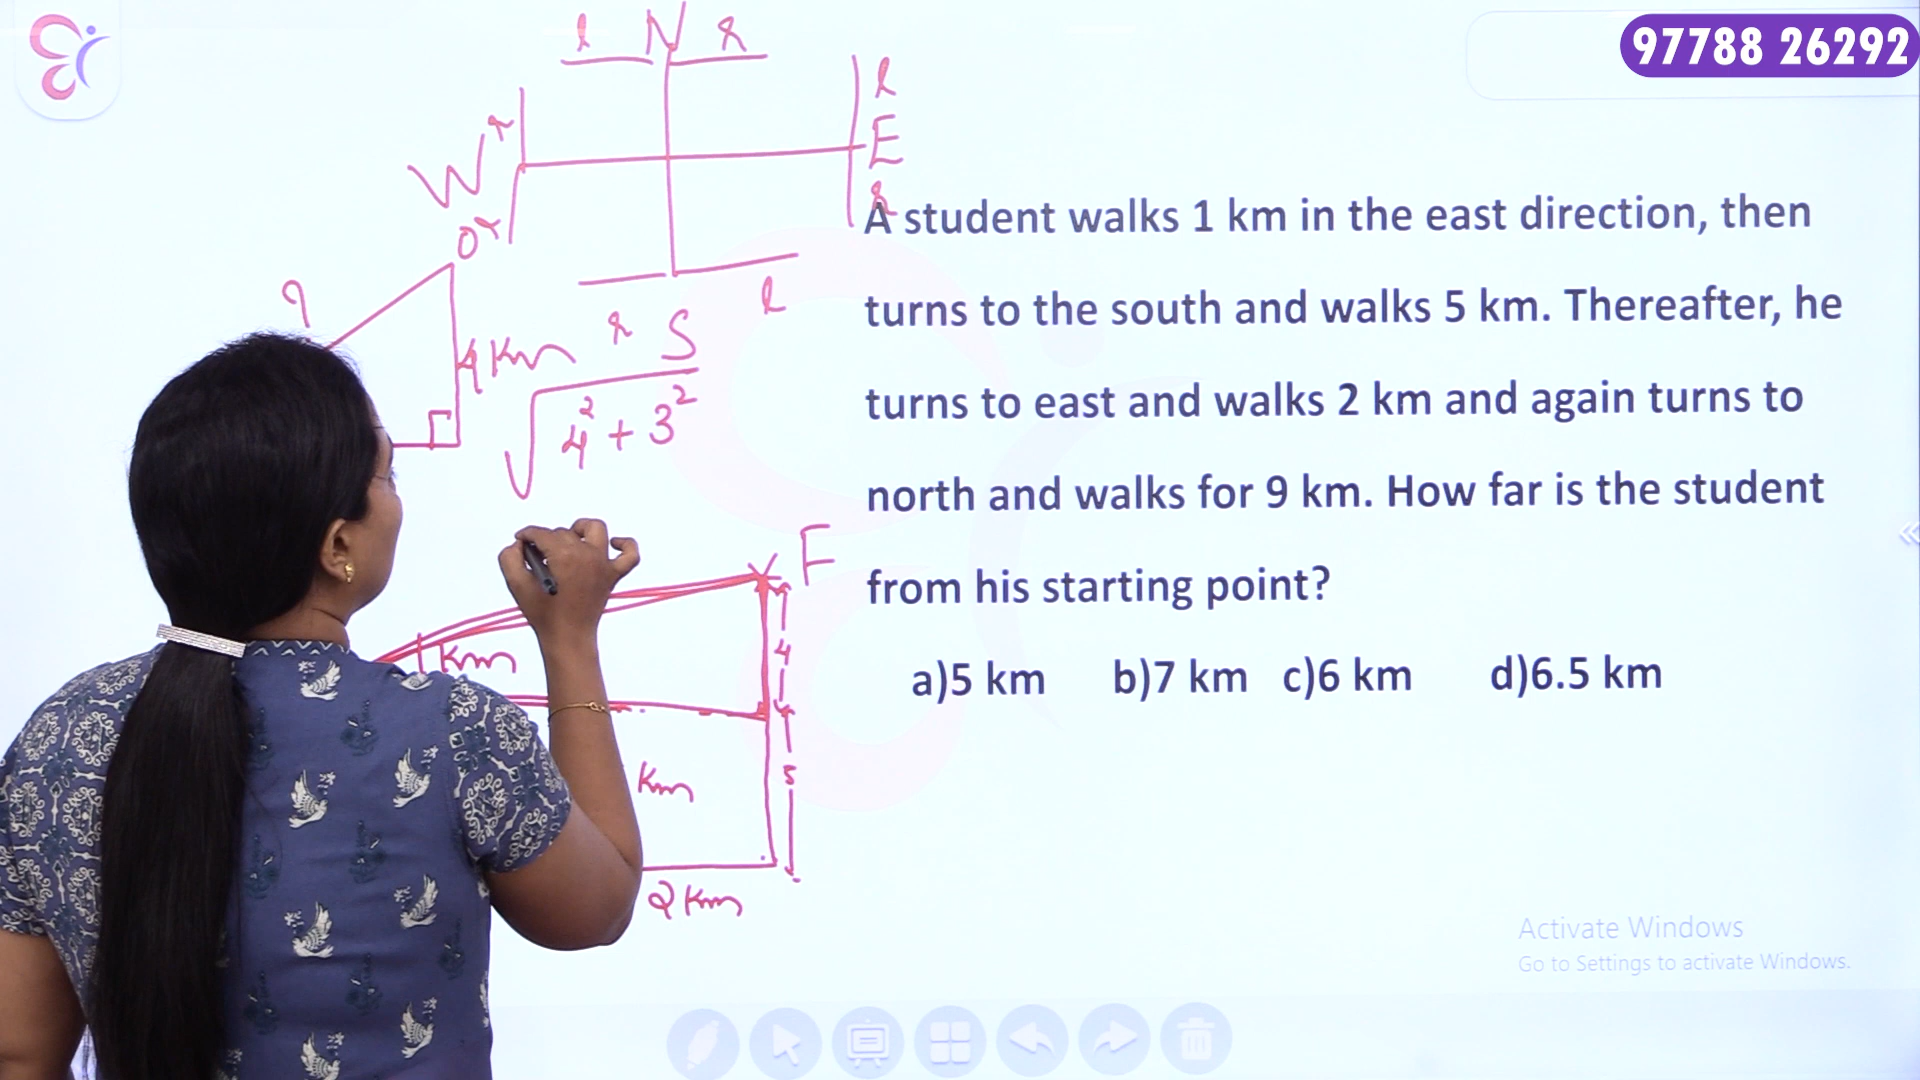 97788 26292
l N r
l
W r
E
r
r
O
?
4 Km
r S l
√4² + 3²
A student walks 1 km in the east direction, then
turns to the south and walks 5 km. Thereafter, he
turns to east and walks 2 km and again turns to
north and walks for 9 km. How far is the student
from his starting point?
a)5 km b)7 km c)6 km d)6.5 km
F
1 km
4
5
Km
2 Km
Activate Windows
Go to Settings to activate Windows.